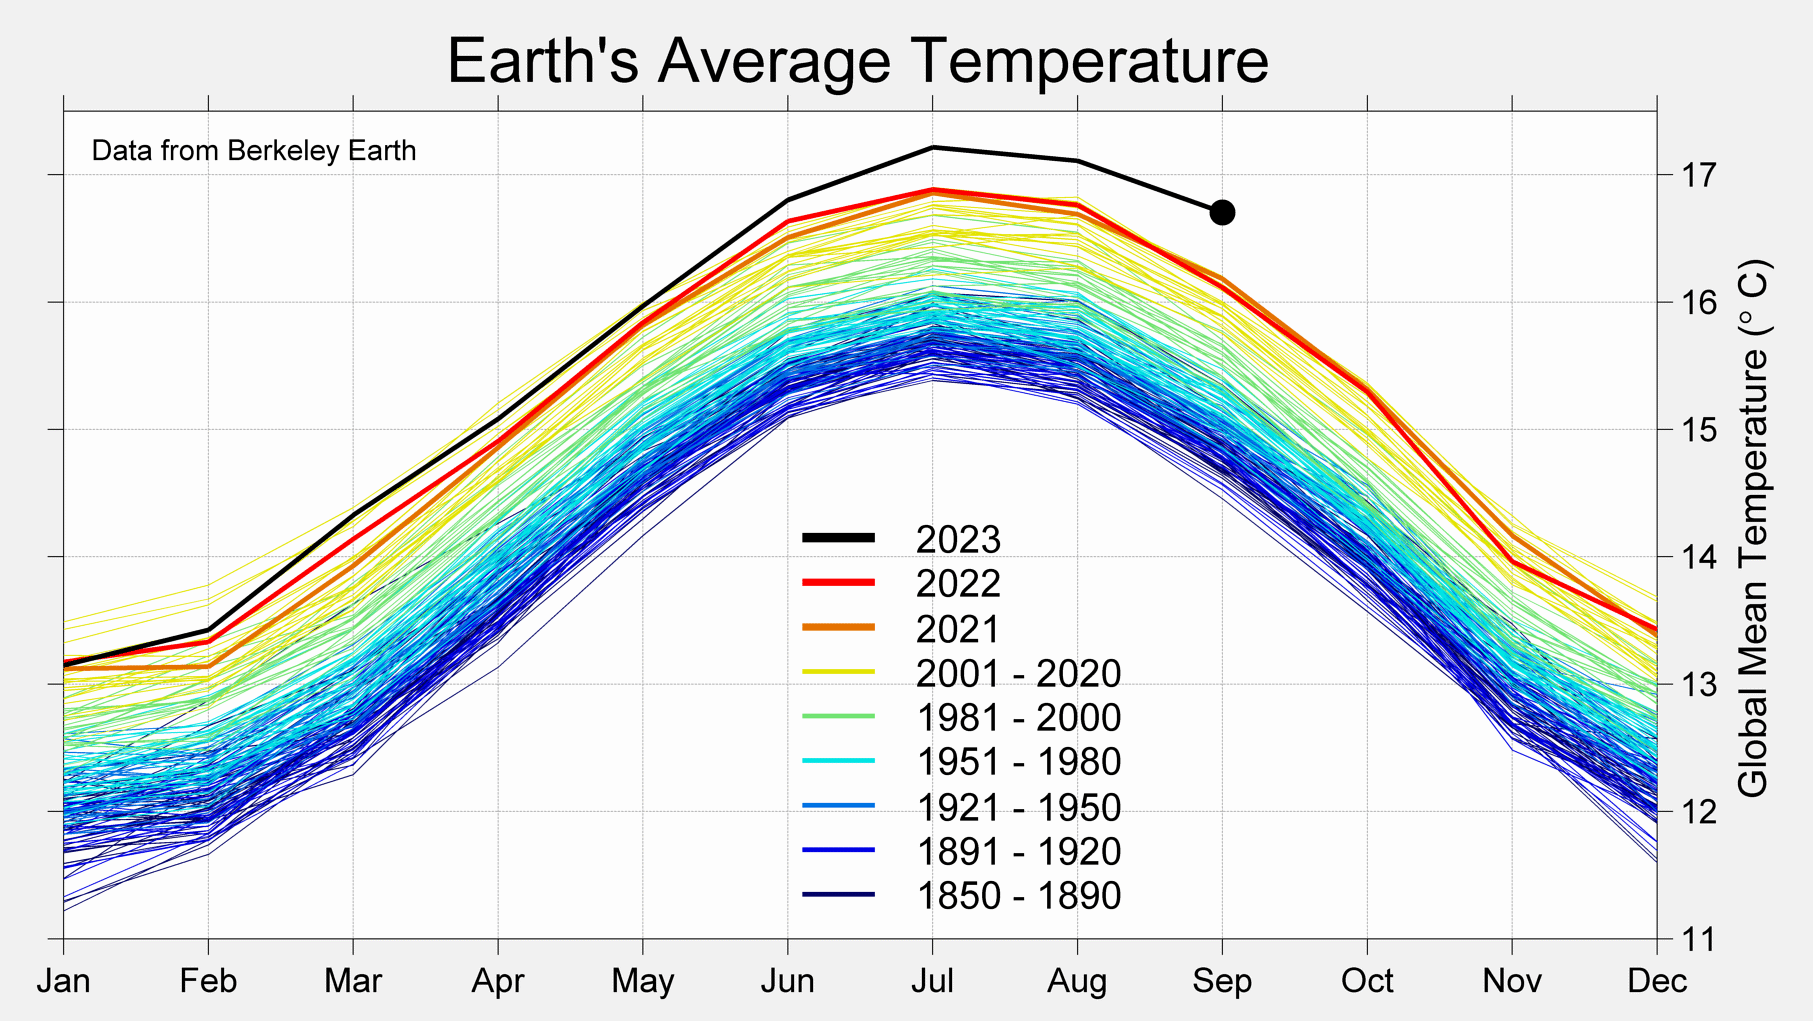 Earth's Average Temperature
Data from Berkeley Earth
17
16
15
14
13
12
11
Global Mean Temperature (° C)
2023
2022
2021
2001 - 2020
1981 - 2000
1951 - 1980
1921 - 1950
1891 - 1920
1850 - 1890
Jan Feb Mar Apr May Jun Jul Aug Sep Oct Nov Dec